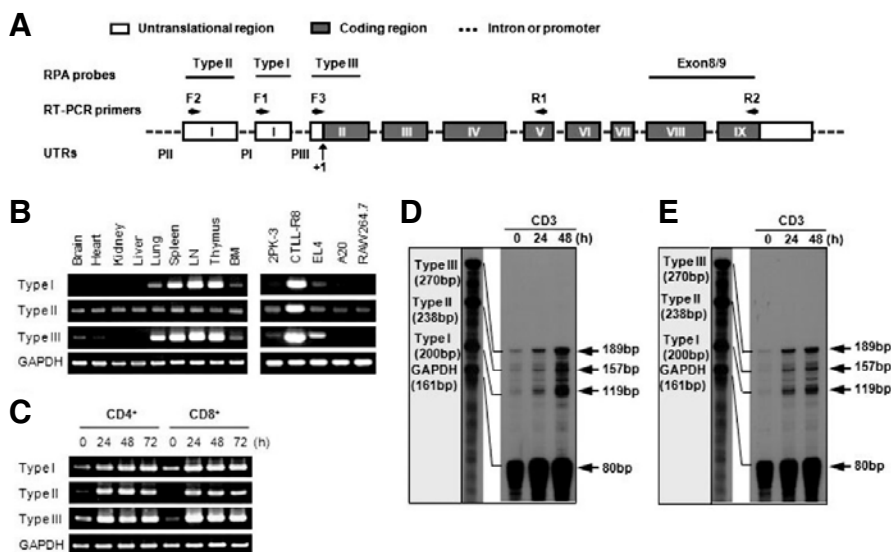 A
Untranslational region Coding region Intron or promoter
RPA probes Type II Type I Type III Exon8/9
RT-PCR primers F2 F1 F3 R1 R2
I I II III IV V VI VII VIII IX
UTRs PII PI PIII +1
B
Brain Heart Kidney Liver Lung Spleen LN Thymus BM 2PK-3 CTLL-R8 EL4 A20 RAW264.7
Type I
Type II
Type III
GAPDH
C
CD4+ CD8+
0 24 48 72 0 24 48 72 (h)
Type I
Type II
Type III
GAPDH
D
CD3
0 24 48 (h)
Type III
(270bp)
Type II
(238bp)
Type I
(200bp)
GAPDH
(161bp)
189bp
157bp
119bp
80bp
E
CD3
0 24 48 (h)
Type III
(270bp)
Type II
(238bp)
Type I
(200bp)
GAPDH
(161bp)
189bp
157bp
119bp
80bp